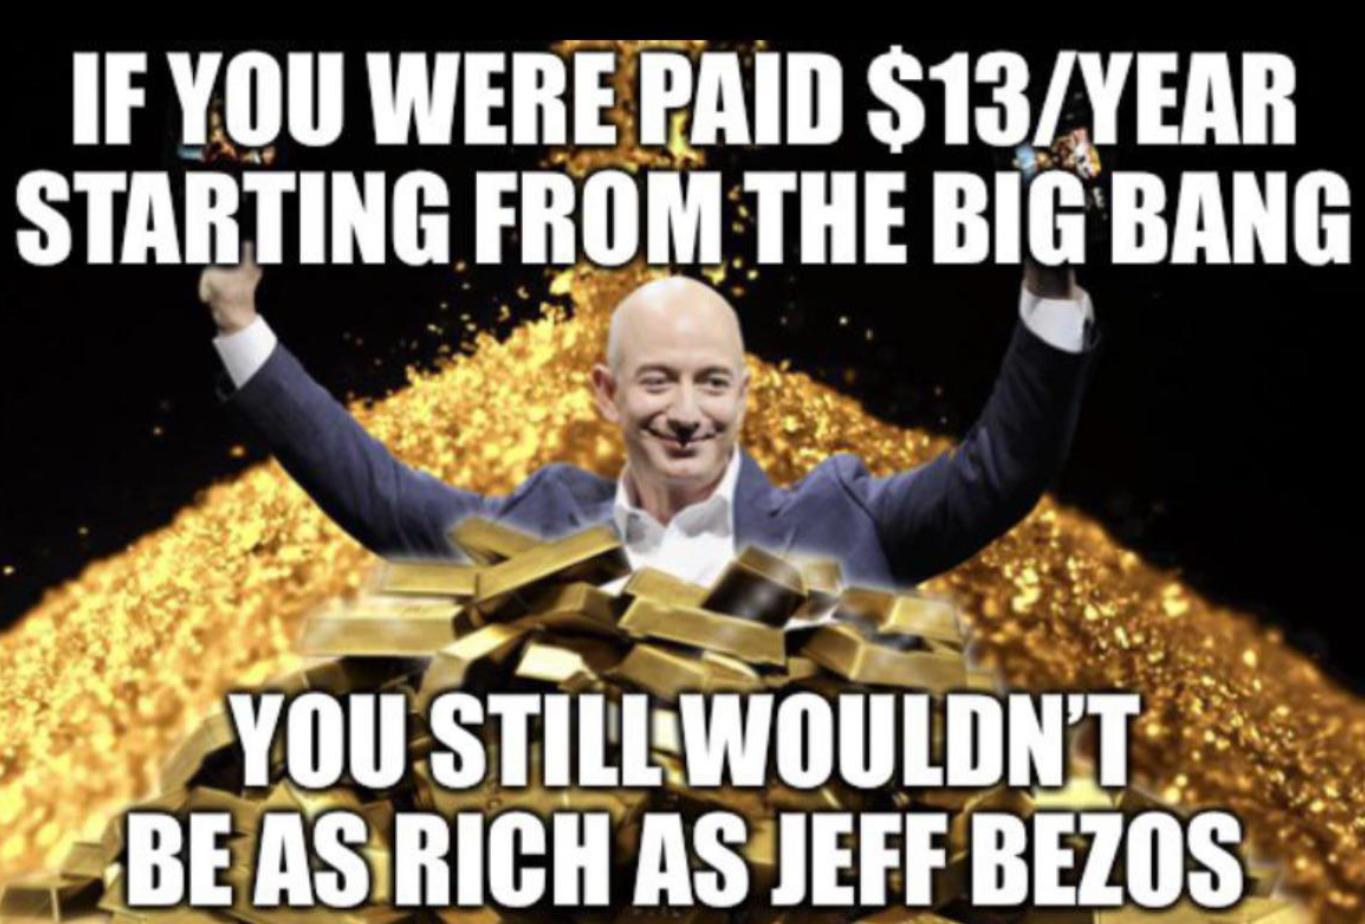 IF YOU WERE PAID $13/YEAR
STARTING FROM THE BIG BANG
YOU STILL WOULDN'T
BE AS RICH AS JEFF BEZOS